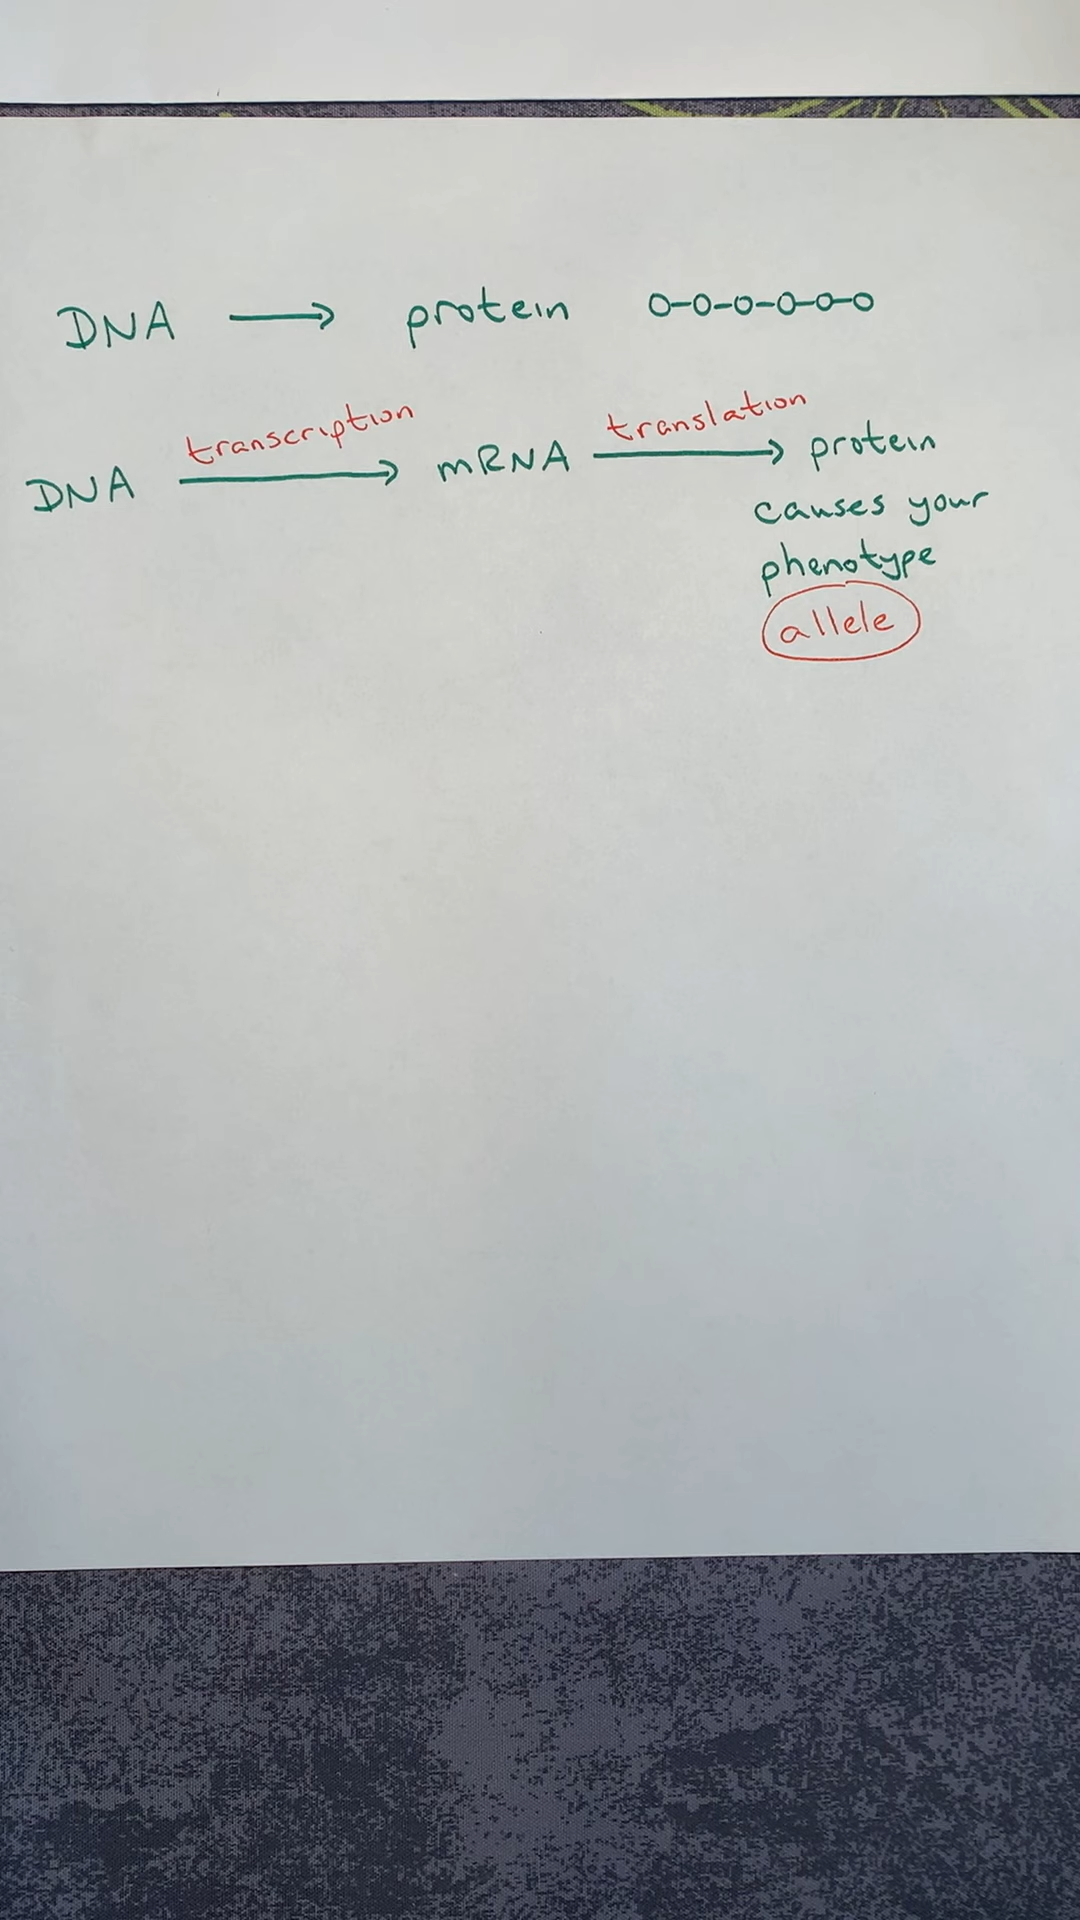 DNA → protein o-o-o-o-o-o
transcription translation
DNA → mRNA → protein
causes your
phenotype
allele